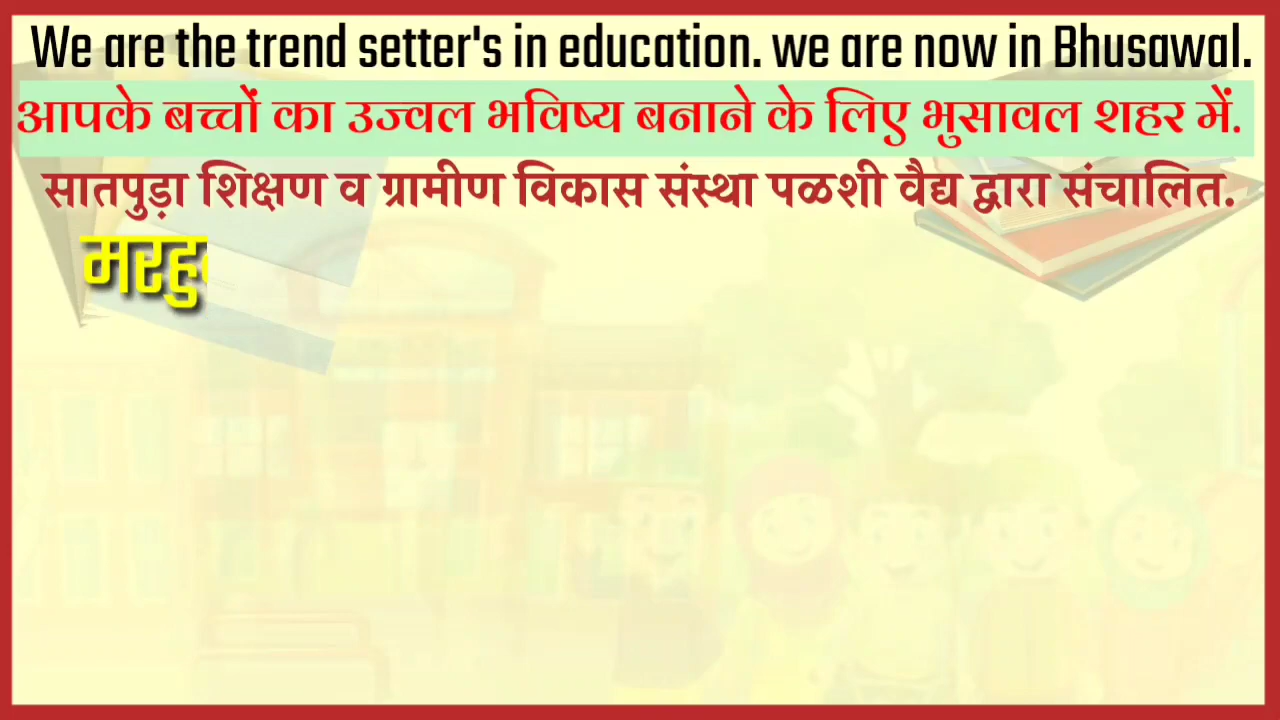 We are the trend setter's in education. we are now in Bhusawal.
आपके बच्चों का उज्वल भविष्य बनाने के लिए भुसावल शहर में.
सातपुड़ा शिक्षण व ग्रामीण विकास संस्था पळशी वैद्य द्वारा संचालित.